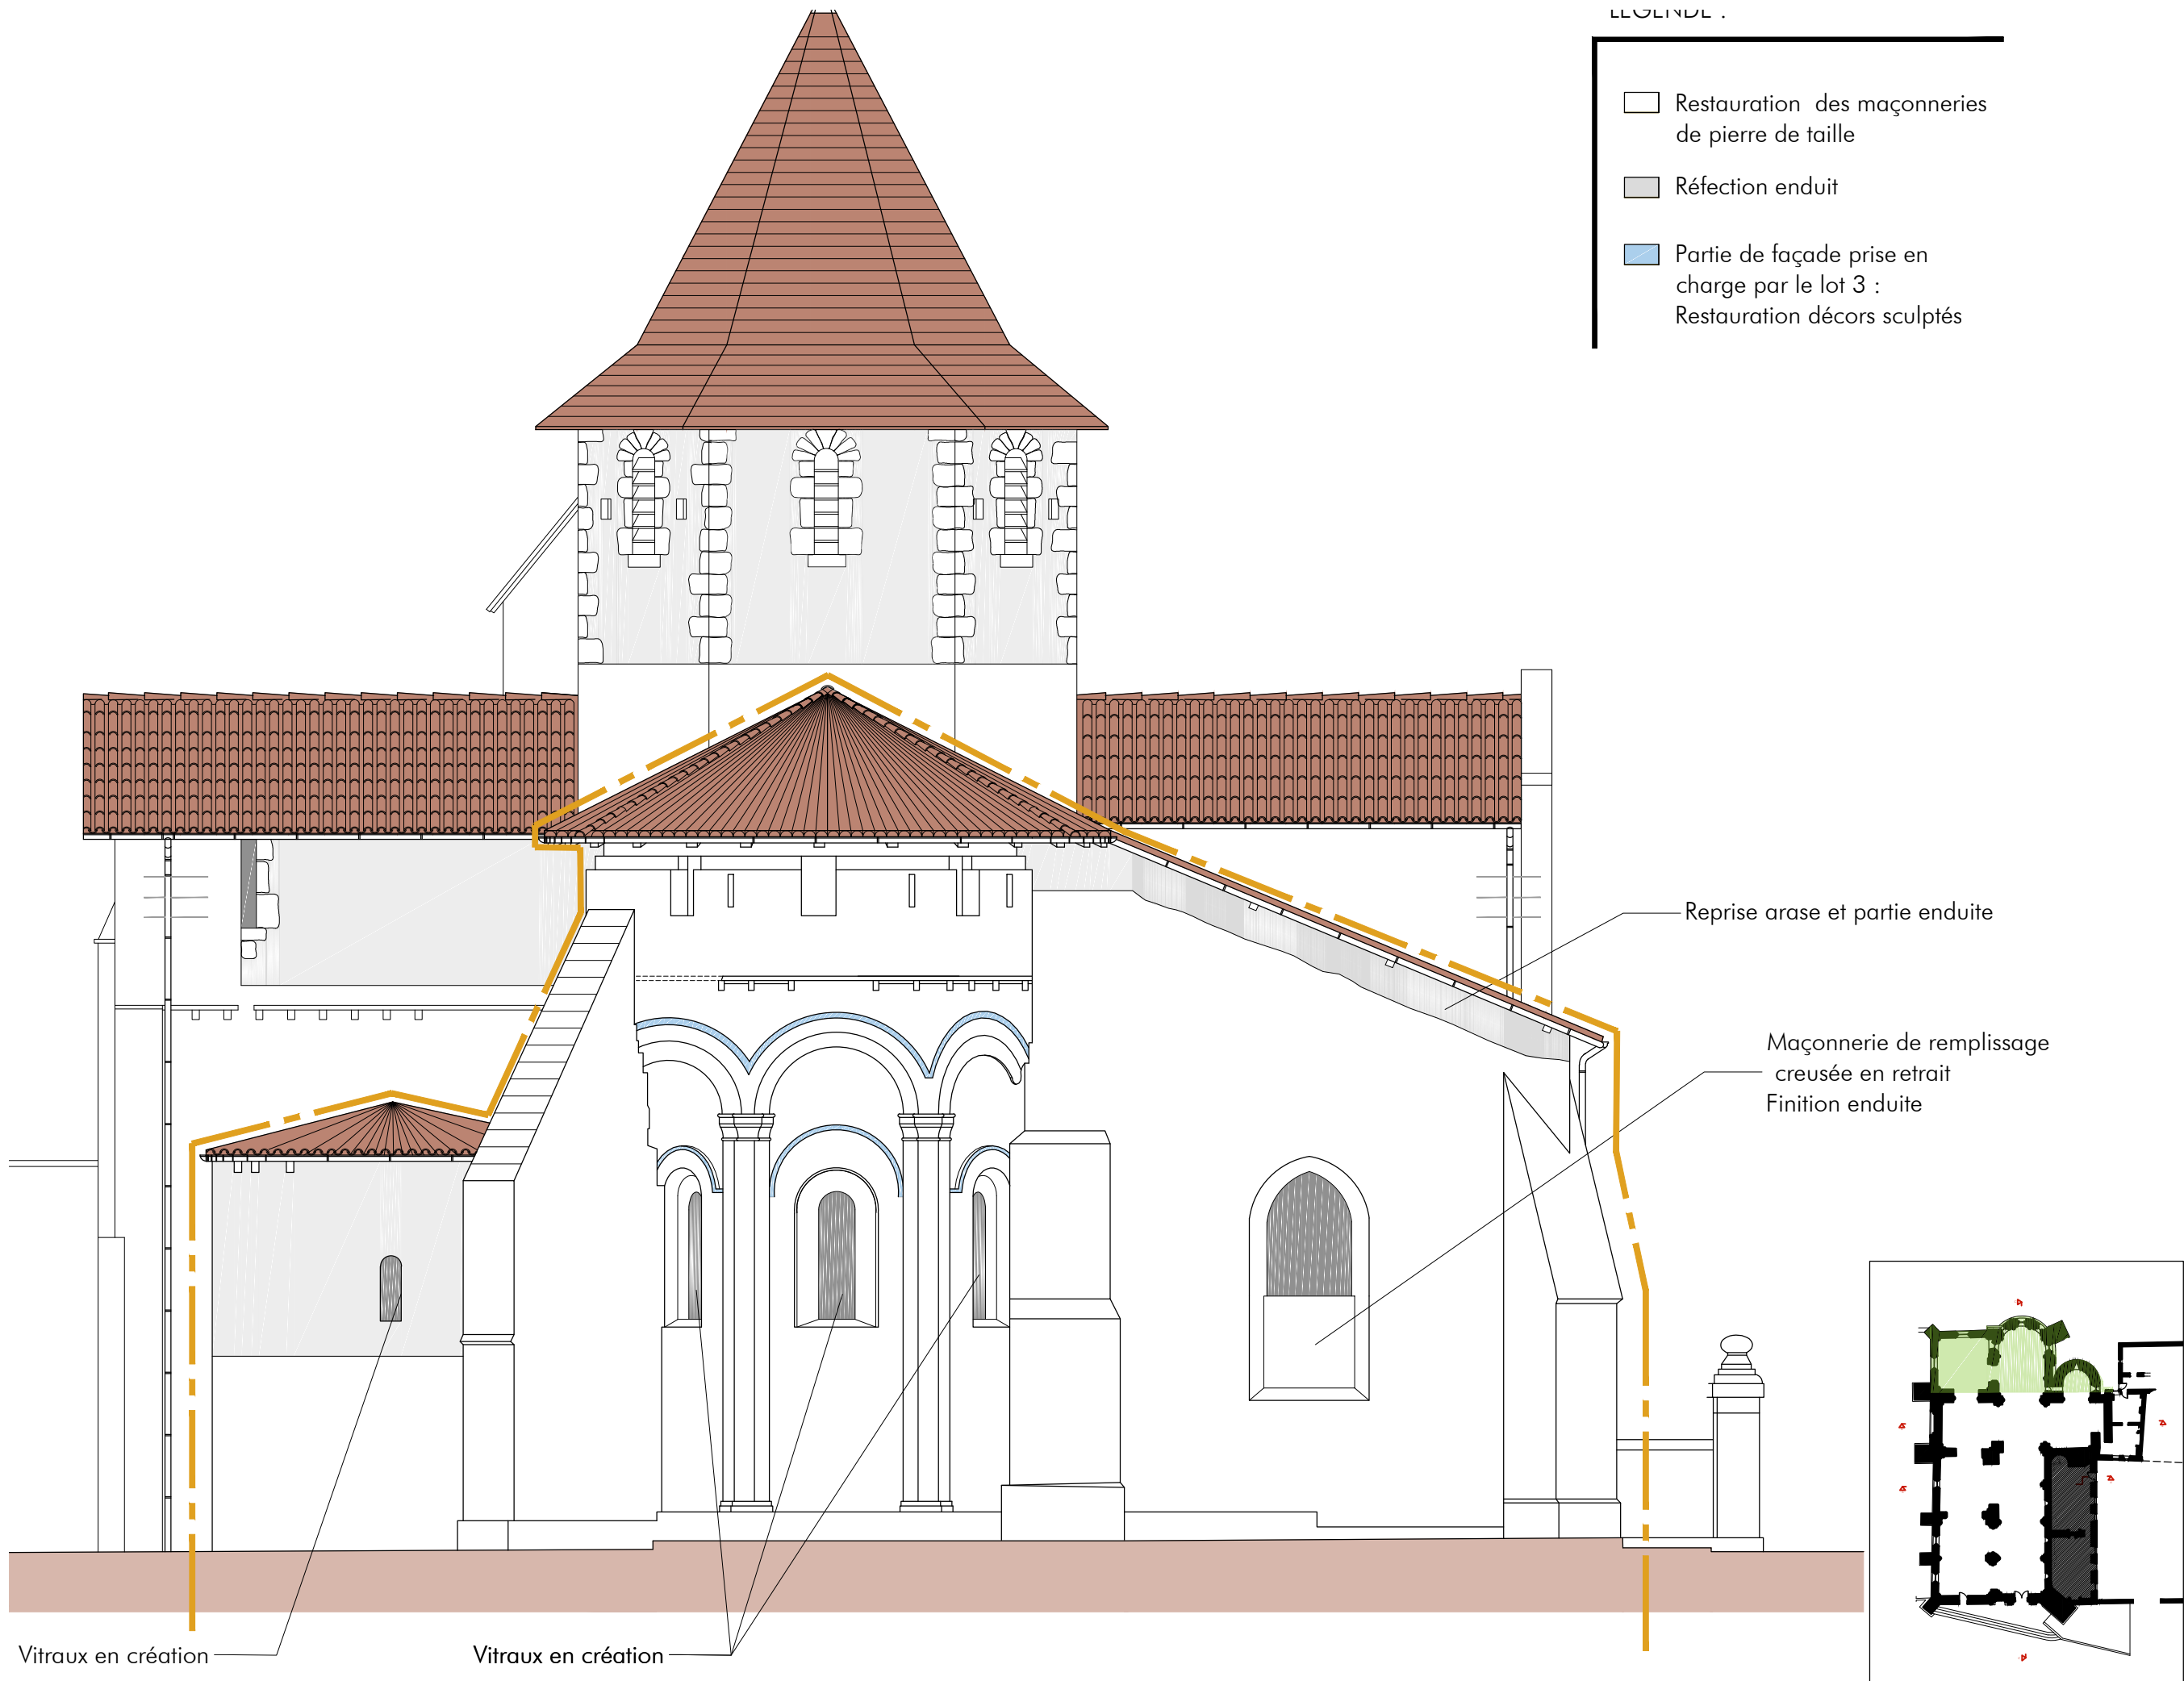 LEGENDE :
Restauration des maçonneries
de pierre de taille
Réfection enduit
Partie de façade prise en
charge par le lot 3 :
Restauration décors sculptés
Reprise arase et partie enduite
Maçonnerie de remplissage
creusée en retrait
Finition enduite
Vitraux en création
Vitraux en création